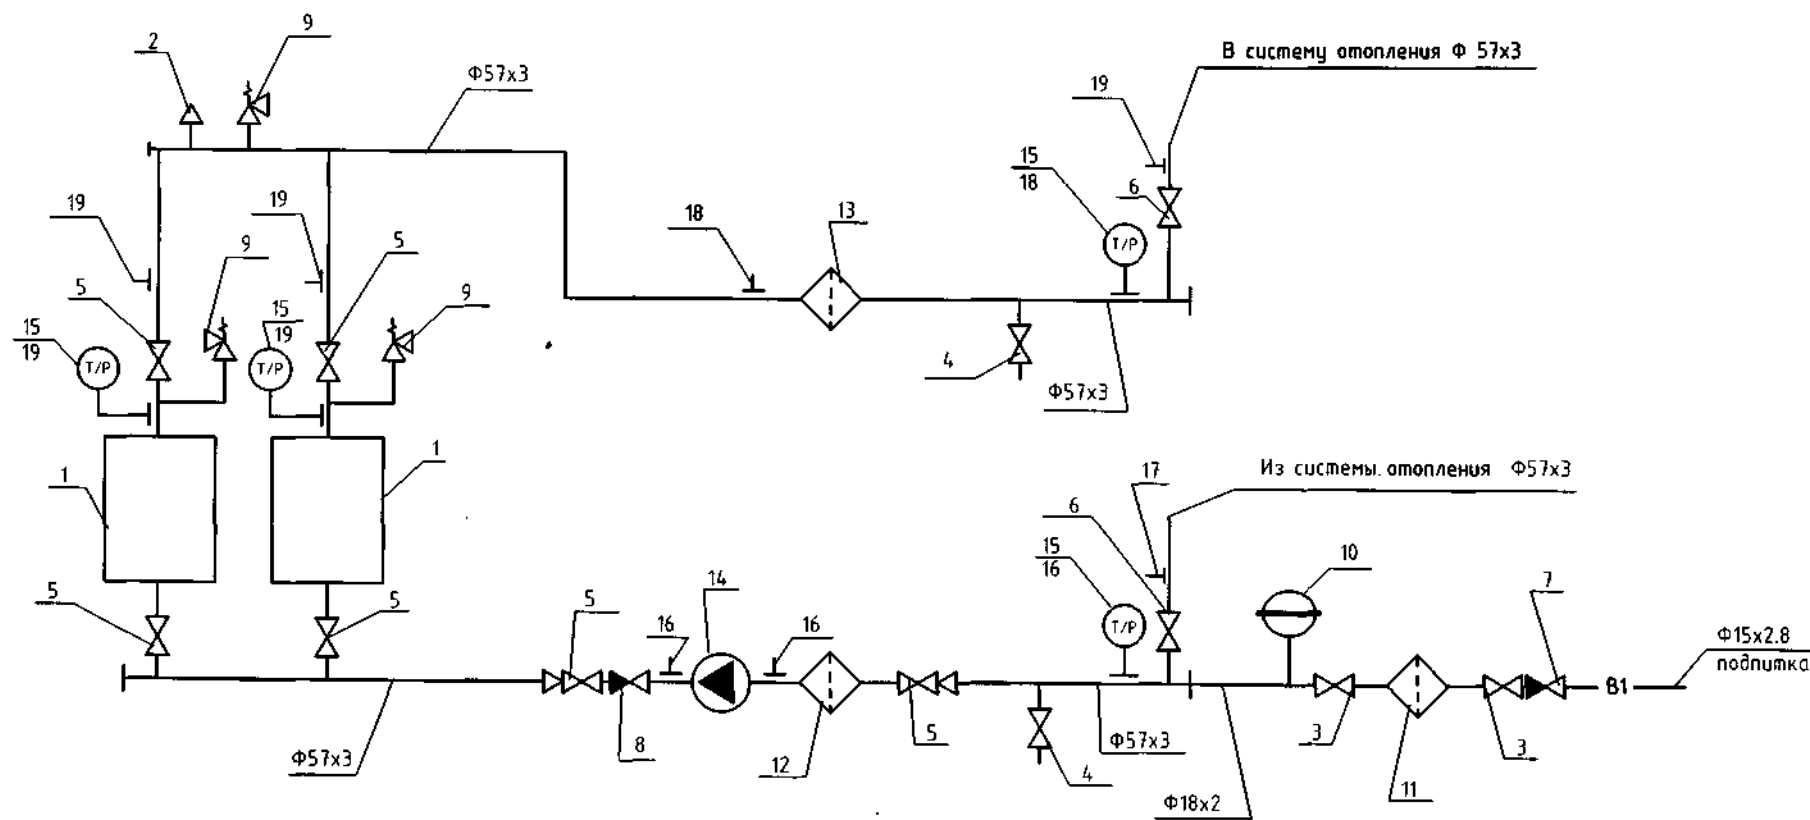 9
2
Ф57х3
В систему отопления Ф 57х3
19
15
18
6
19
19
18
13
9
5
5
9
15
19
15
19
Т/Р
Т/Р
Т/Р
4
Ф57х3
1
1
Из системы отопления Ф57х3
17
6
15
16
10
14
7
5
5
5
16
16
Т/Р
Ф15х2.8
подпитка
В1
Ф57х3
8
12
5
Ф57х3
4
3
3
11
Ф18х2